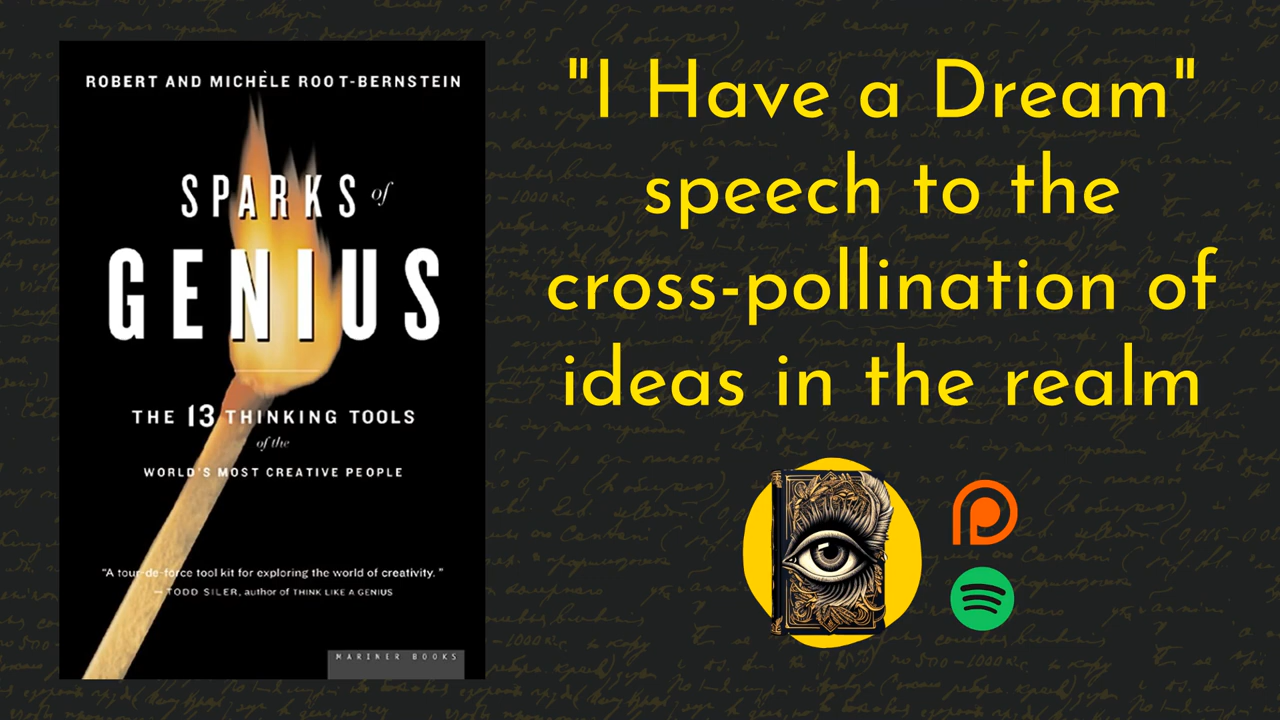 ROBERT AND MICHÈLE ROOT-BERNSTEIN
SPARKS of
GENIUS
THE 13 THINKING TOOLS
of the
WORLD'S MOST CREATIVE PEOPLE
"A tour-de-force tool kit for exploring the world of creativity."
— TODD SILER, author of THINK LIKE A GENIUS
MARINER BOOKS
"I Have a Dream"
speech to the
cross-pollination of
ideas in the realm